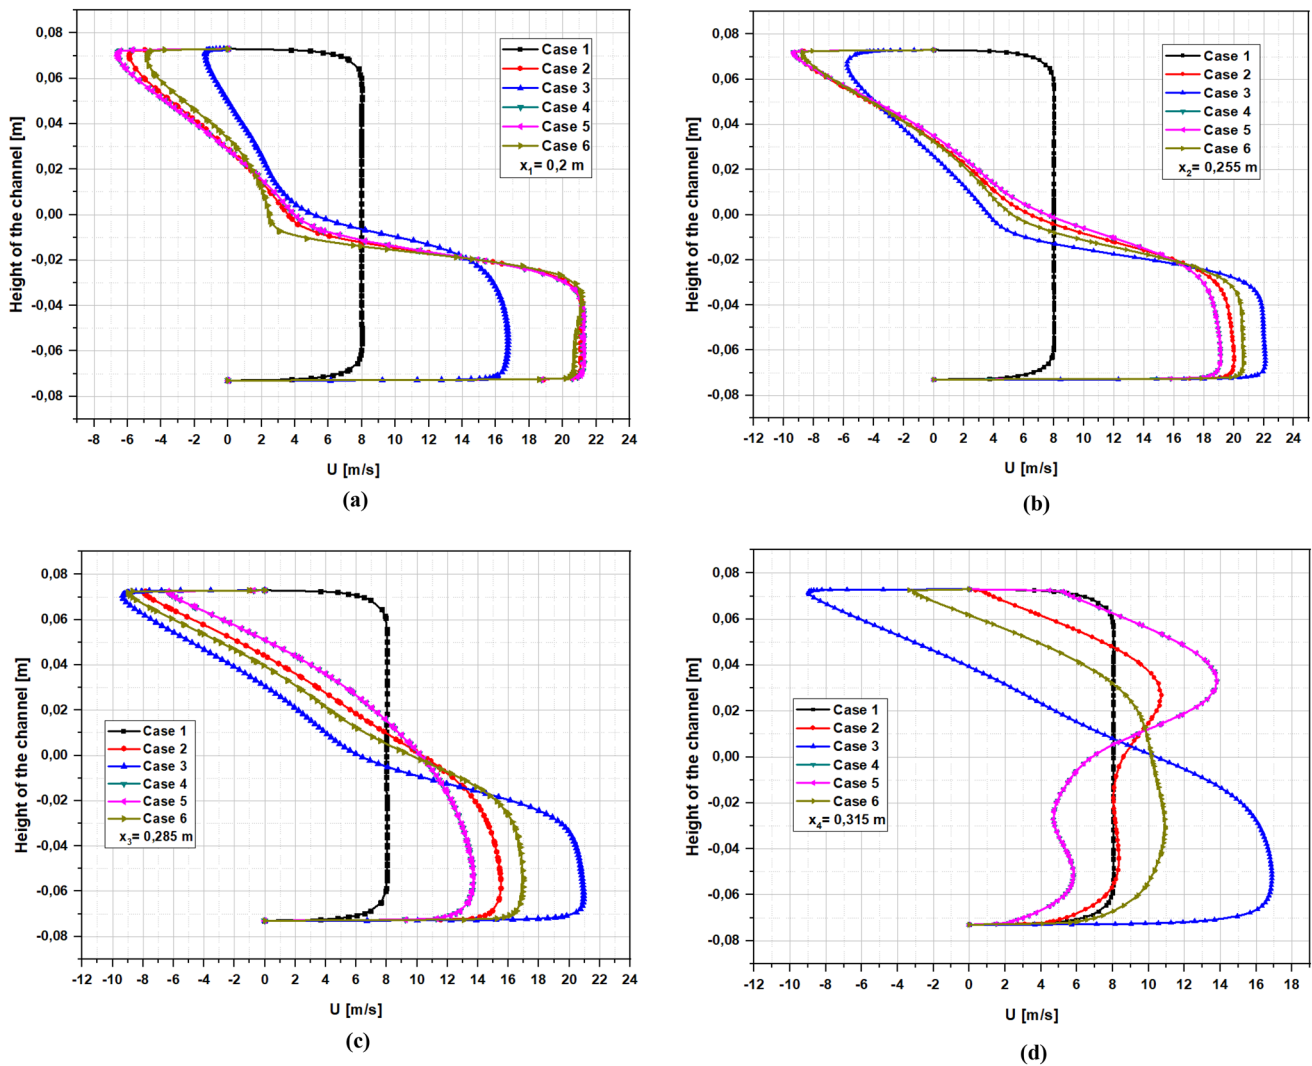 0,08
0,06
0,04
0,02
0,00
-0,02
-0,04
-0,06
-0,08
Height of the channel [m]
Case 1
Case 2
Case 3
Case 4
Case 5
Case 6
x1= 0,2 m
-8 -6 -4 -2 0 2 4 6 8 10 12 14 16 18 20 22 24
U [m/s]
(a)
0,08
0,06
0,04
0,02
0,00
-0,02
-0,04
-0,06
-0,08
Height of the channel [m]
Case 1
Case 2
Case 3
Case 4
Case 5
Case 6
x2= 0,255 m
-12 -10 -8 -6 -4 -2 0 2 4 6 8 10 12 14 16 18 20 22 24
U [m/s]
(b)
0,08
0,06
0,04
0,02
0,00
-0,02
-0,04
-0,06
-0,08
Height of the channel [m]
Case 1
Case 2
Case 3
Case 4
Case 5
Case 6
x3= 0,285 m
-12 -10 -8 -6 -4 -2 0 2 4 6 8 10 12 14 16 18 20 22 24
U [m/s]
(c)
0,08
0,06
0,04
0,02
0,00
-0,02
-0,04
-0,06
-0,08
Height of the channel [m]
Case 1
Case 2
Case 3
Case 4
Case 5
Case 6
x4= 0,315 m
-12 -10 -8 -6 -4 -2 0 2 4 6 8 10 12 14 16 18
U [m/s]
(d)